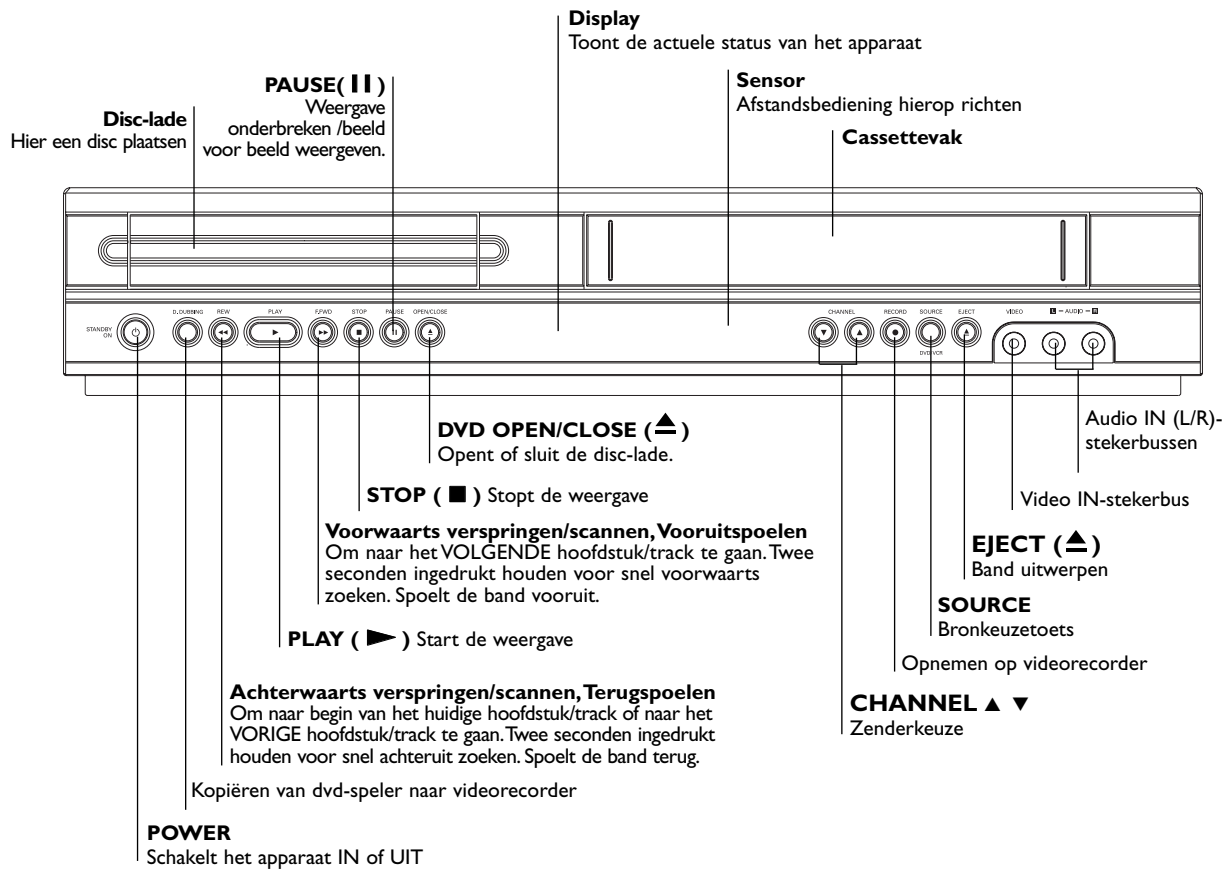 Display
Toont de actuele status van het apparaat
PAUSE( ❙❙ )
Weergave
onderbreken /beeld
voor beeld weergeven.
Sensor
Afstandsbediening hierop richten
Disc-lade
Hier een disc plaatsen
Cassettevak
STANDBY
ON
D.DUBBING
REW
PLAY
F.FWD
STOP
PAUSE
OPEN/CLOSE
CHANNEL
RECORD
SOURCE
DVD/VCR
EJECT
VIDEO
L – AUDIO – R
DVD OPEN/CLOSE (⏏)
Opent of sluit de disc-lade.
STOP ( ■ ) Stopt de weergave
Voorwaarts verspringen/scannen, Vooruitspoelen
Om naar het VOLGENDE hoofdstuk/track te gaan. Twee
seconden ingedrukt houden voor snel voorwaarts
zoeken. Spoelt de band vooruit.
PLAY ( ► ) Start de weergave
Achterwaarts verspringen/scannen, Terugspoelen
Om naar begin van het huidige hoofdstuk/track of naar het
VORIGE hoofdstuk/track te gaan. Twee seconden ingedrukt
houden voor snel achteruit zoeken. Spoelt de band terug.
Kopiëren van dvd-speler naar videorecorder
POWER
Schakelt het apparaat IN of UIT
Audio IN (L/R)-
stekerbussen
Video IN-stekerbus
EJECT (⏏)
Band uitwerpen
SOURCE
Bronkeuzetoets
Opnemen op videorecorder
CHANNEL ▲ ▼
Zenderkeuze